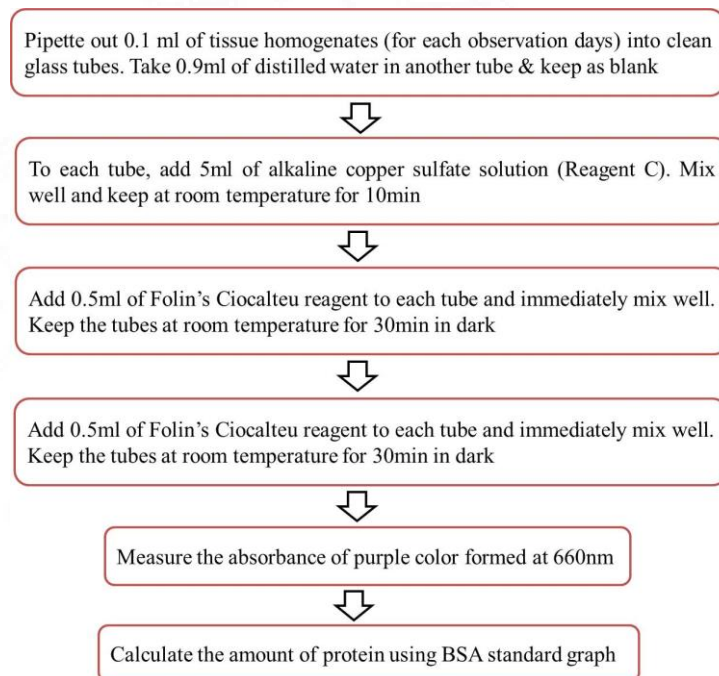 Pipette out 0.1 ml of tissue homogenates (for each observation days) into clean
glass tubes. Take 0.9ml of distilled water in another tube & keep as blank
To each tube, add 5ml of alkaline copper sulfate solution (Reagent C). Mix
well and keep at room temperature for 10min
Add 0.5ml of Folin’s Ciocalteu reagent to each tube and immediately mix well.
Keep the tubes at room temperature for 30min in dark
Add 0.5ml of Folin’s Ciocalteu reagent to each tube and immediately mix well.
Keep the tubes at room temperature for 30min in dark
Measure the absorbance of purple color formed at 660nm
Calculate the amount of protein using BSA standard graph